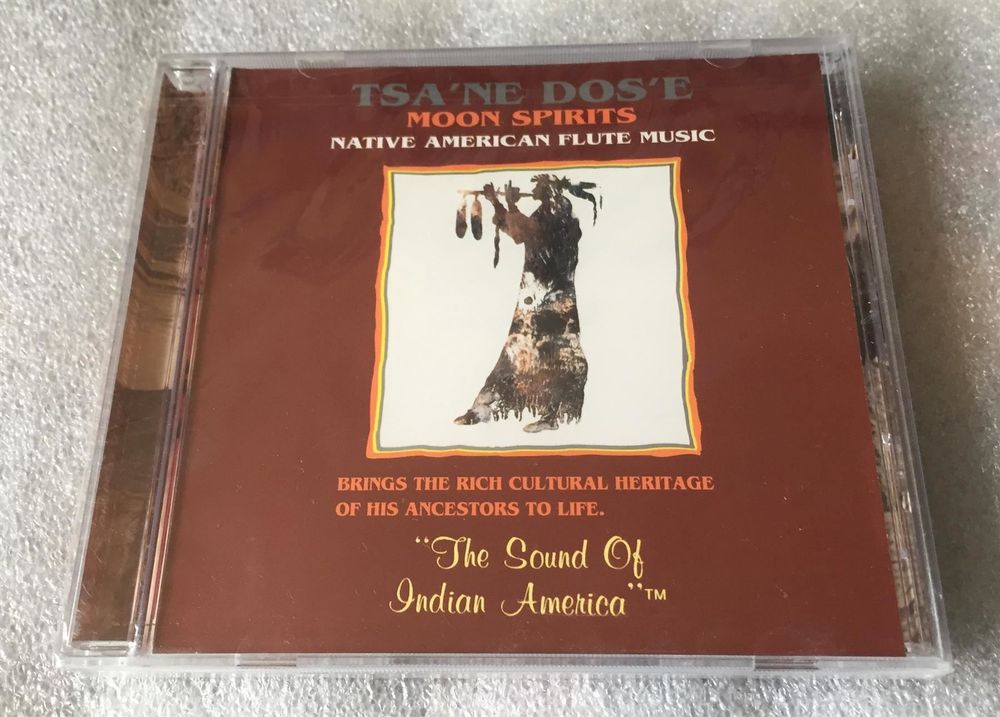 TSA'NE DOS'E
MOON SPIRITS
NATIVE AMERICAN FLUTE MUSIC
BRINGS THE RICH CULTURAL HERITAGE
OF HIS ANCESTORS TO LIFE.
"The Sound Of
Indian America"™